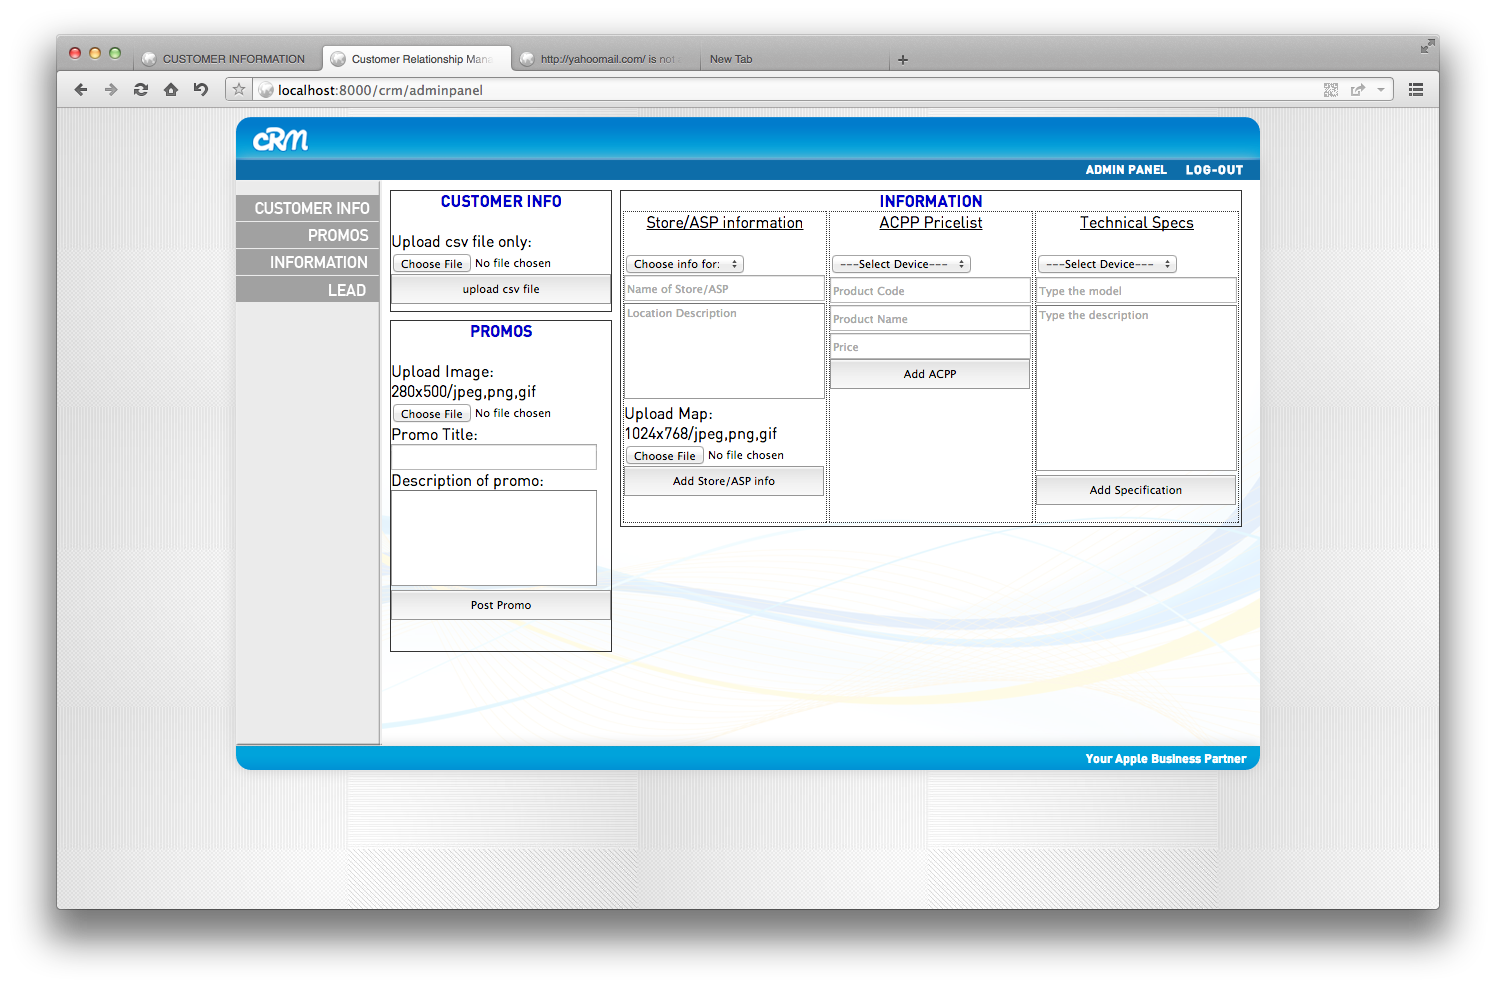 CUSTOMER INFORMATION
Customer Relationship Mana
http://yahoomail.com/ is not
New Tab
localhost:8000/crm/adminpanel
CRM
ADMIN PANEL LOG-OUT
CUSTOMER INFO
PROMOS
INFORMATION
LEAD
CUSTOMER INFO
Upload csv file only:
Choose File No file chosen
upload csv file
PROMOS
Upload Image:
280x500/jpeg,png,gif
Choose File No file chosen
Promo Title:
Description of promo:
Post Promo
INFORMATION
Store/ASP information
Choose info for:
Name of Store/ASP
Location Description
Upload Map:
1024x768/jpeg,png,gif
Choose File No file chosen
Add Store/ASP info
ACPP Pricelist
---Select Device---
Product Code
Product Name
Price
Add ACPP
Technical Specs
---Select Device---
Type the model
Type the description
Add Specification
Your Apple Business Partner